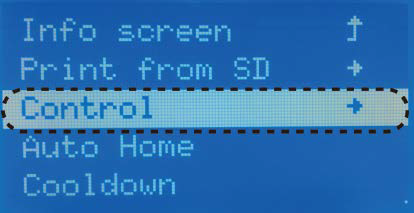 Info screen
Print from SD
Control
Auto Home
Cooldown